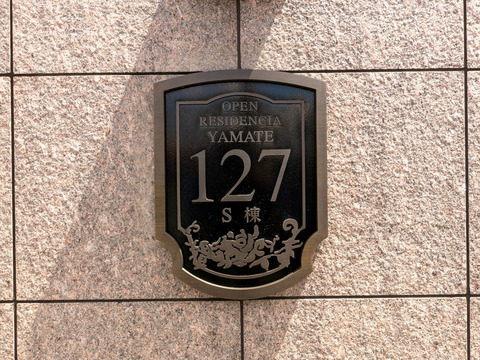 OPEN
RESIDENCIA
YAMATE
127
S 棟